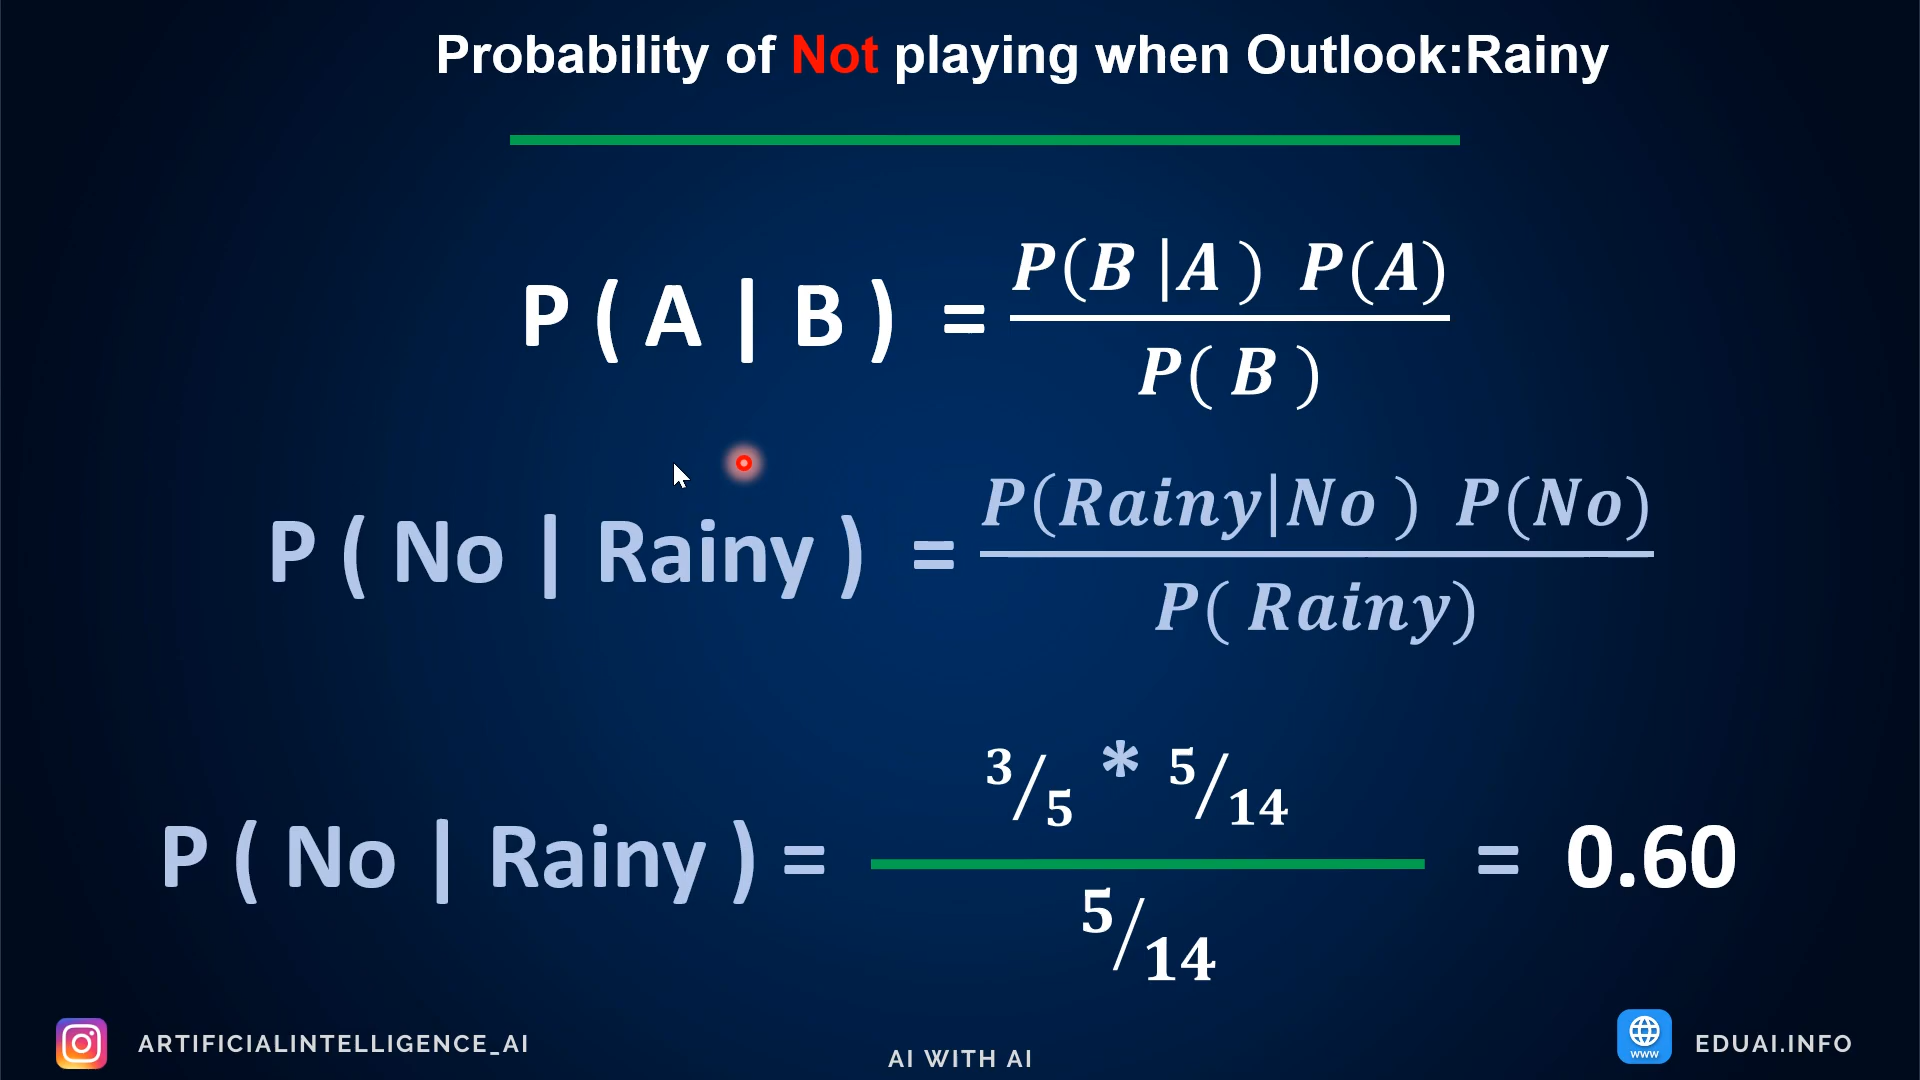 Probability of Not playing when Outlook:Rainy
P ( A | B ) = P(B |A ) P(A) / P( B )
P ( No | Rainy ) = P(Rainy|No ) P(No) / P( Rainy)
P ( No | Rainy ) = 3/5 * 5/14 / 5/14 = 0.60
ARTIFICIALINTELLIGENCE_AI
AI WITH AI
www
EDUAI.INFO